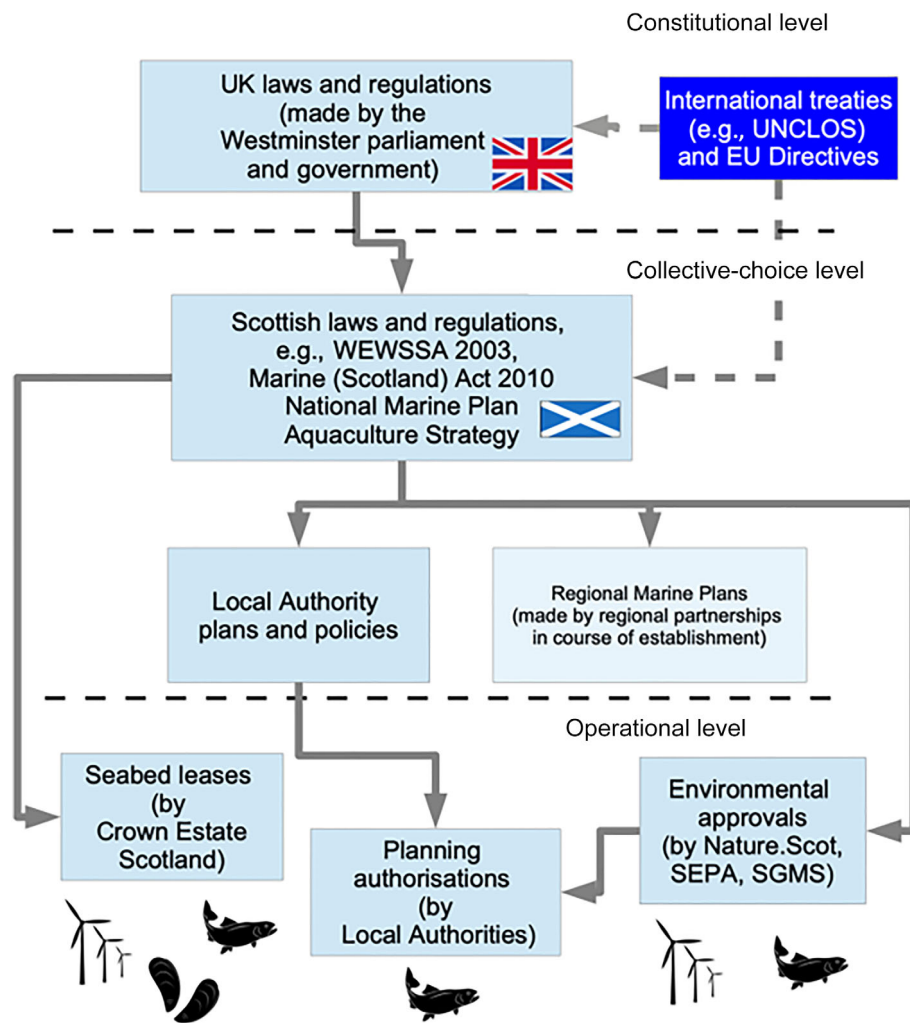 Constitutional level
UK laws and regulations
(made by the
Westminster parliament
and government)
International treaties
(e.g., UNCLOS)
and EU Directives
Collective-choice level
Scottish laws and regulations,
e.g., WEWSSA 2003,
Marine (Scotland) Act 2010
National Marine Plan
Aquaculture Strategy
Local Authority
plans and policies
Regional Marine Plans
(made by regional partnerships
in course of establishment)
Operational level
Seabed leases
(by
Crown Estate
Scotland)
Planning
authorisations
(by
Local Authorities)
Environmental
approvals
(by Nature.Scot,
SEPA, SGMS)